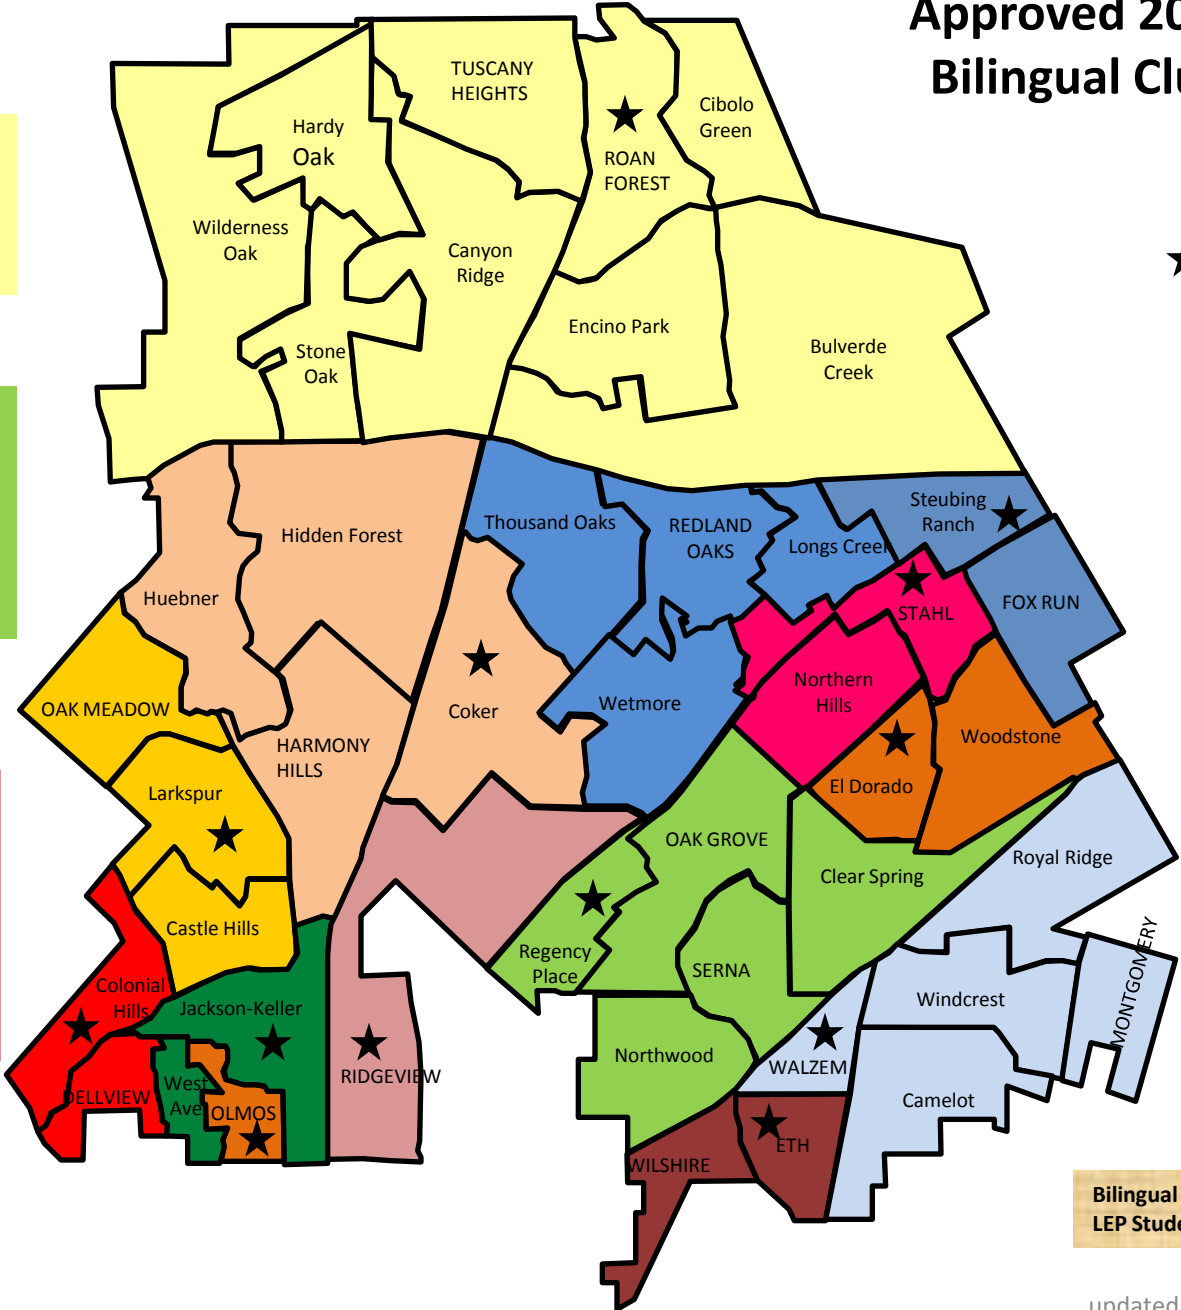 Approved 20
Bilingual Clu
TUSCANY
HEIGHTS
Cibolo
Green
Hardy
Oak
ROAN
FOREST
Wilderness
Oak
Canyon
Ridge
Encino Park
Stone
Oak
Bulverde
Creek
Steubing
Ranch
Thousand Oaks
REDLAND
OAKS
Hidden Forest
Longs Creek
Huebner
FOX RUN
STAHL
Northern
Hills
Wetmore
OAK MEADOW
Coker
Woodstone
HARMONY
HILLS
Larkspur
El Dorado
OAK GROVE
Royal Ridge
Clear Spring
Castle Hills
Regency
Place
SERNA
MONTGOMERY
Colonial
Hills
Windcrest
Jackson-Keller
Northwood
WALZEM
RIDGEVIEW
West
Ave
DELLVIEW
OLMOS
Camelot
ETH
WILSHIRE
Bilingual
LEP Stude
updated